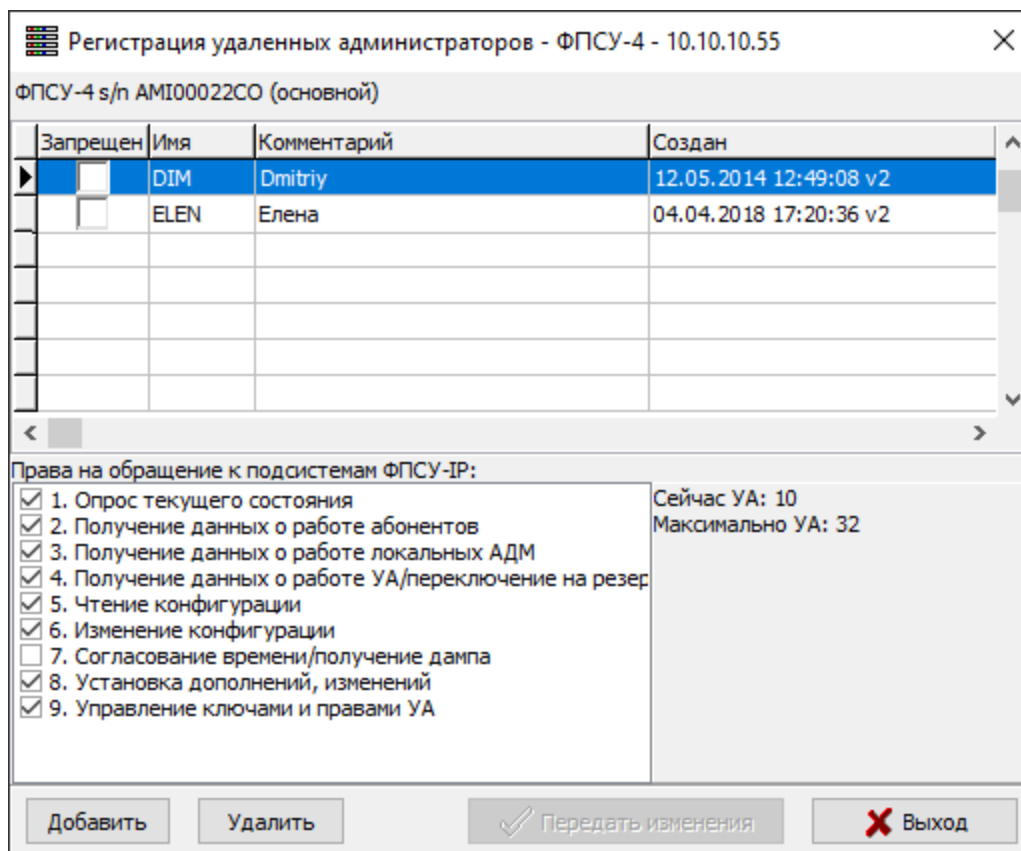 Регистрация удаленных администраторов - ФПСУ-4 - 10.10.10.55
ФПСУ-4 s/n AMI00022CO (основной)
Запрещен Имя Комментарий Создан
DIM Dmitriy 12.05.2014 12:49:08 v2
ELEN Елена 04.04.2018 17:20:36 v2
Права на обращение к подсистемам ФПСУ-IP:
1. Опрос текущего состояния
2. Получение данных о работе абонентов
3. Получение данных о работе локальных АДМ
4. Получение данных о работе УА/переключение на резер
5. Чтение конфигурации
6. Изменение конфигурации
7. Согласование времени/получение дампа
8. Установка дополнений, изменений
9. Управление ключами и правами УА
Сейчас УА: 10
Максимально УА: 32
Добавить Удалить Передать изменения Выход